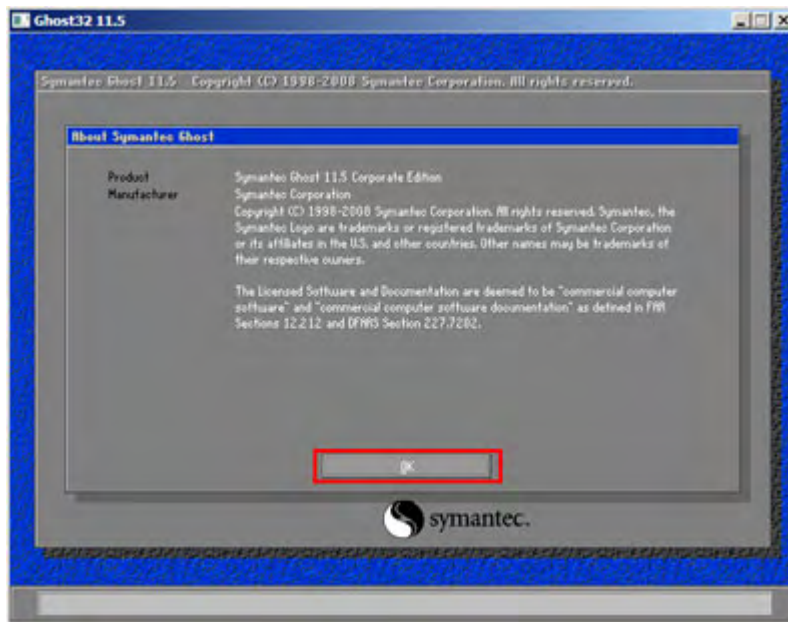 Ghost32 11.5
Symantec Ghost 11.5 Copyright (C) 1998-2008 Symantec Corporation. All rights reserved.
About Symantec Ghost
Product Symantec Ghost 11.5 Corporate Edition
Manufacturer Symantec Corporation
Copyright (C) 1998-2008 Symantec Corporation. All rights reserved. Symantec, the
Symantec Logo are trademarks or registered trademarks of Symantec Corporation
or its affiliates in the U.S. and other countries. Other names may be trademarks of
their respective owners.
The Licensed Software and Documentation are deemed to be "commercial computer
software" and "commercial computer software documentation" as defined in FAR
Sections 12.212 and DFARS Section 227.7202.
OK
symantec.